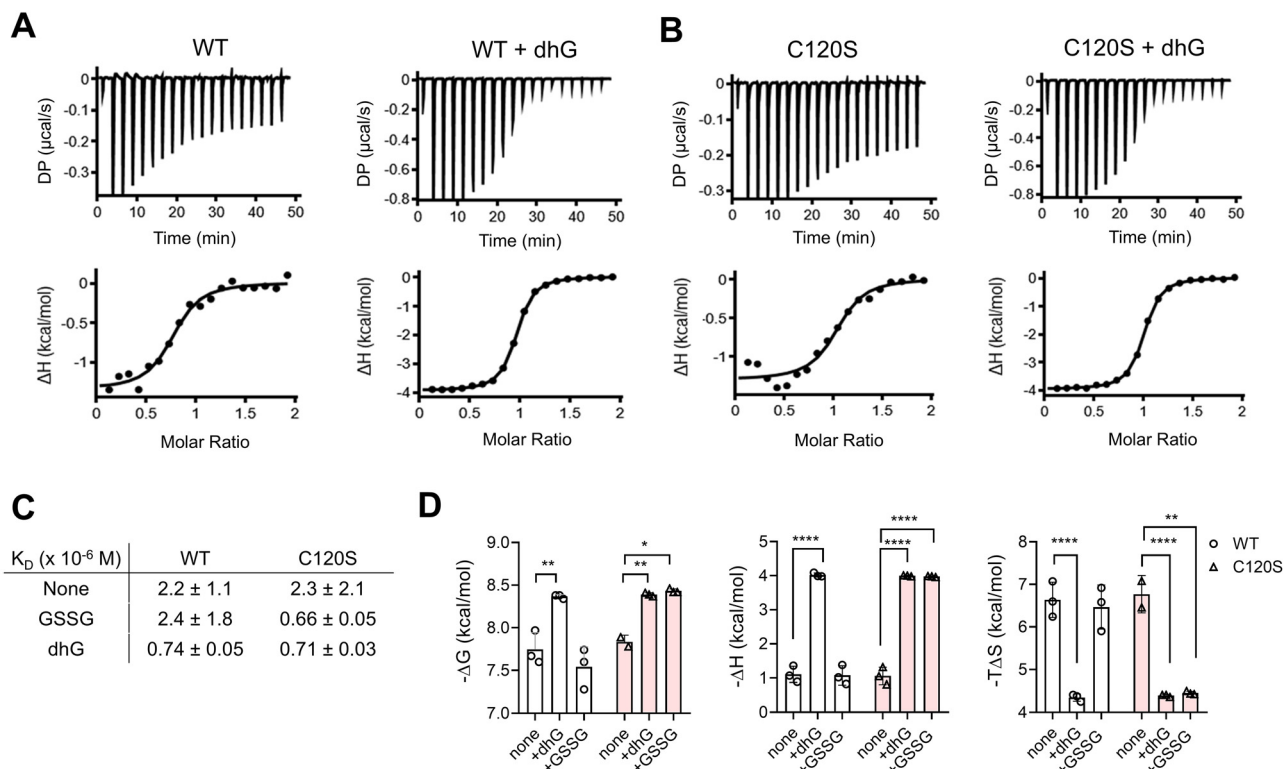 A
B
WT
WT + dhG
C120S
C120S + dhG
DP (µcal/s)
0
-0.1
-0.2
-0.3
0 10 20 30 40 50
Time (min)
DP (µcal/s)
0
-0.2
-0.4
-0.6
-0.8
0 10 20 30 40 50
Time (min)
DP (µcal/s)
0
-0.1
-0.2
-0.3
0 10 20 30 40 50
Time (min)
DP (µcal/s)
0
-0.2
-0.4
-0.6
-0.8
0 10 20 30 40 50
Time (min)
ΔH (kcal/mol)
0
-0.5
-1
0 0.5 1 1.5 2
Molar Ratio
ΔH (kcal/mol)
0
-1
-2
-3
-4
0 0.5 1 1.5 2
Molar Ratio
ΔH (kcal/mol)
0
-0.5
-1
0 0.5 1 1.5 2
Molar Ratio
ΔH (kcal/mol)
0
-1
-2
-3
-4
0 0.5 1 1.5 2
Molar Ratio
C
K_D (x 10^-6 M) WT C120S
None 2.2 ± 1.1 2.3 ± 2.1
GSSG 2.4 ± 1.8 0.66 ± 0.05
dhG 0.74 ± 0.05 0.71 ± 0.03
D
-ΔG (kcal/mol)
9.0
8.5
8.0
7.5
7.0
**
*
**
none +dhG +GSSG none +dhG +GSSG
-ΔH (kcal/mol)
5
4
3
2
1
0
****
****
****
none +dhG +GSSG none +dhG +GSSG
-TΔS (kcal/mol)
8
7
6
5
4
****
**
****
none +dhG +GSSG none +dhG +GSSG
WT
C120S